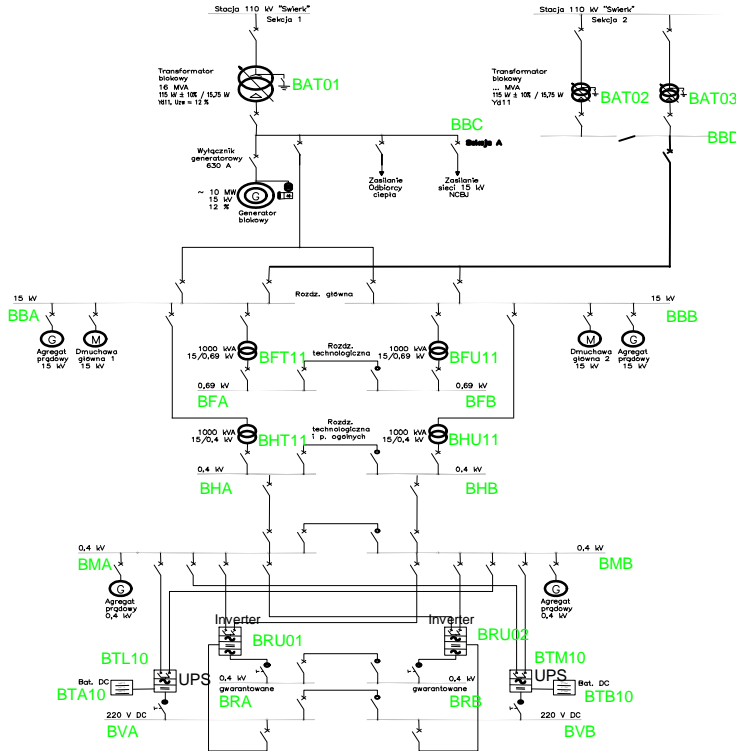 Stacja 110 kV "Swierk"
Sekcja 1
Stacja 110 kV "Swierk"
Sekcja 2
Transformator
blokowy
16 MVA
115 kV ± 10% / 15,75 W
Yd11, Uzw = 12 %
BAT01
Transformator
blokowy
... MVA
115 kV ± 10% / 15,75 W
Yd11
BAT02
BAT03
BBC
BBD
Sekcja A
Wyłącznik
generatorowy
630 A
~ 10 MW
15 kV
12 %
G
Generator
blokowy
Zasilanie
Odbiorcy
ciepła
Zasilanie
sieci 15 kV
NCBJ
15 kV
Rozdz. główna
15 kV
BBA
BBB
G
Agregat
prądowy
15 kV
M
Dmuchawa
główna 1
15 kV
1000 kVA
15/0,69 kV
BFT11
Rozdz.
technologiczna
1000 kVA
15/0,69 kV
BFU11
M
Dmuchawa
główna 2
15 kV
G
Agregat
prądowy
15 kV
0,69 kV
0,69 kV
BFA
BFB
1000 kVA
15/0.4 kV
BHT11
Rozdz.
technologiczna
i p. ogolnych
1000 kVA
15/0.4 kV
BHU11
0.4 kV
0.4 kV
BHA
BHB
0.4 kV
0.4 kV
BMA
BMB
G
Agregat
prądowy
0,4 kV
G
Agregat
prądowy
0.4 kV
Inverter
BRU01
Inverter
BRU02
BTL10
UPS
Bat. DC
BTA10
0.4 kV
gwarantowane
BRA
0.4 kV
gwarantowane
BRB
BTM10
UPS
Bat. DC
BTB10
220 V DC
BVA
220 V DC
BVB